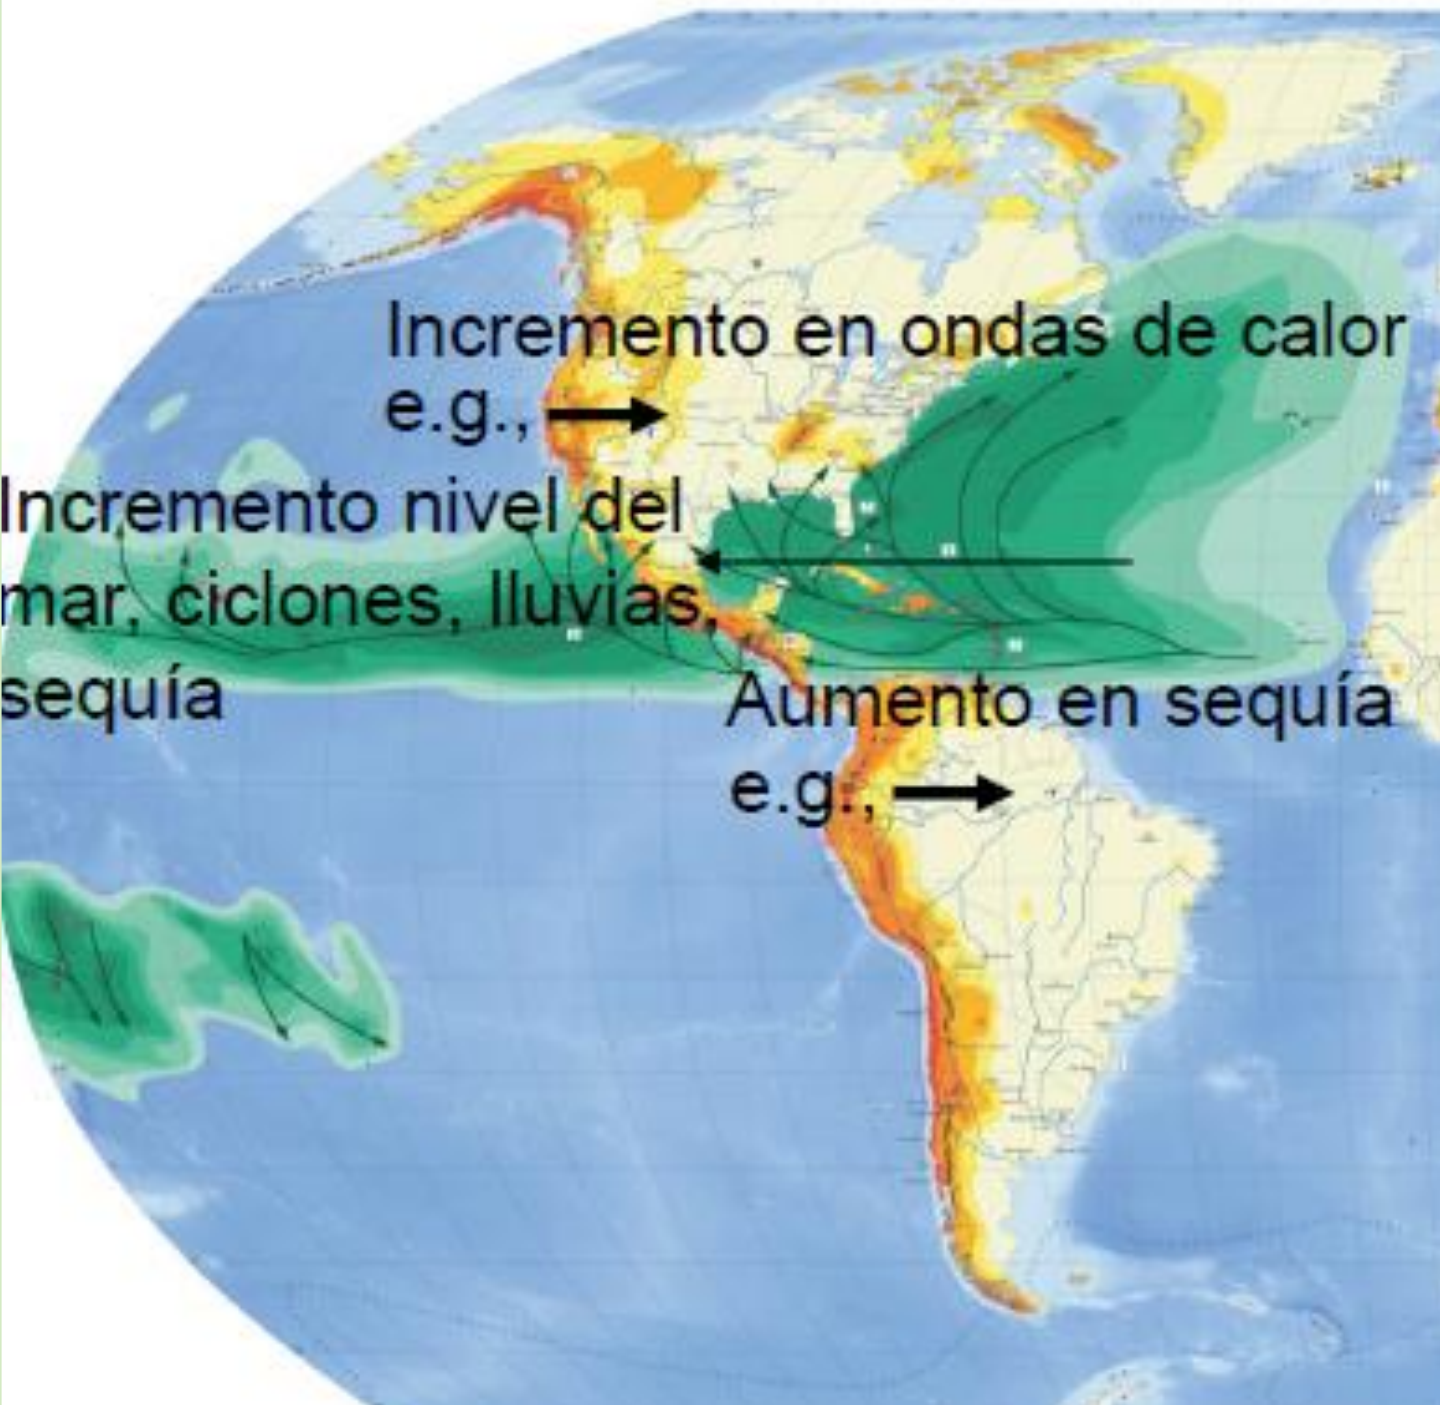 Incremento en ondas de calor
e.g.,
Incremento nivel del
mar, ciclones, lluvias,
sequía
Aumento en sequía
e.g.,